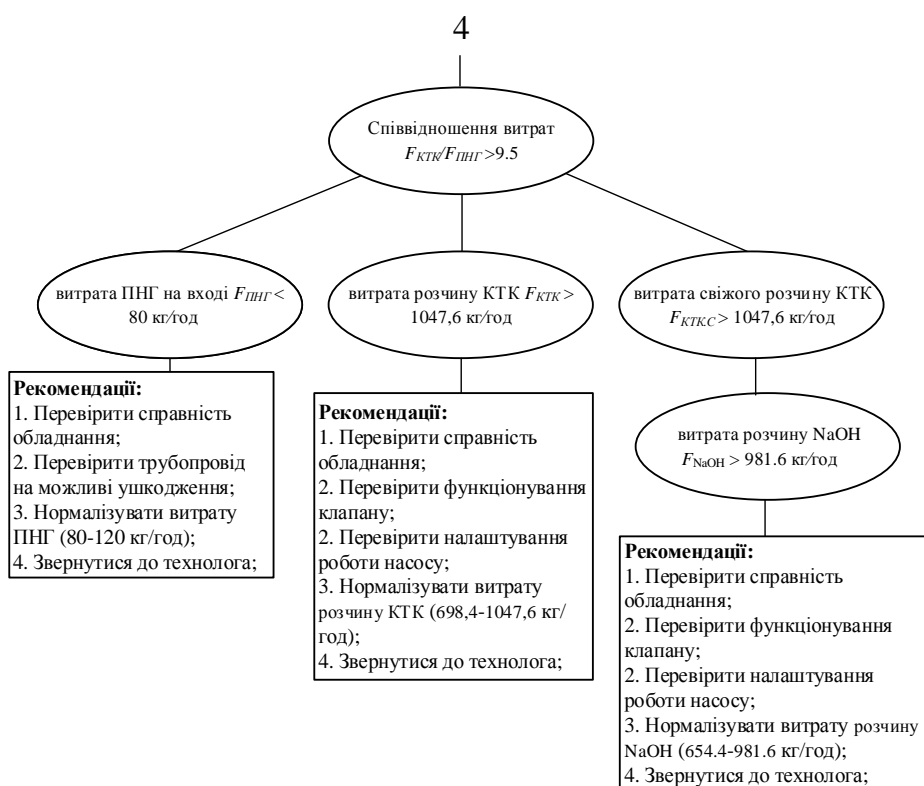 4
Співвідношення витрат
FКТК/FПНГ >9.5
витрата ПНГ на вході FПНГ <
80 кг/год
витрата розчину КТК FКТК >
1047,6 кг/год
витрата свіжого розчину КТК
FКТК.С > 1047,6 кг/год
Рекомендації:
1. Перевірити справність
обладнання;
2. Перевірити трубопровід
на можливі ушкодження;
3. Нормалізувати витрату
ПНГ (80-120 кг/год);
4. Звернутися до технолога;
Рекомендації:
1. Перевірити справність
обладнання;
2. Перевірити функціонування
клапану;
2. Перевірити налаштування
роботи насосу;
3. Нормалізувати витрату
розчину КТК (698,4-1047,6 кг/
год);
4. Звернутися до технолога;
витрата розчину NaOH
FNaOH > 981.6 кг/год
Рекомендації:
1. Перевірити справність
обладнання;
2. Перевірити функціонування
клапану;
2. Перевірити налаштування
роботи насосу;
3. Нормалізувати витрату розчину
NaOH (654.4-981.6 кг/год);
4. Звернутися до технолога;